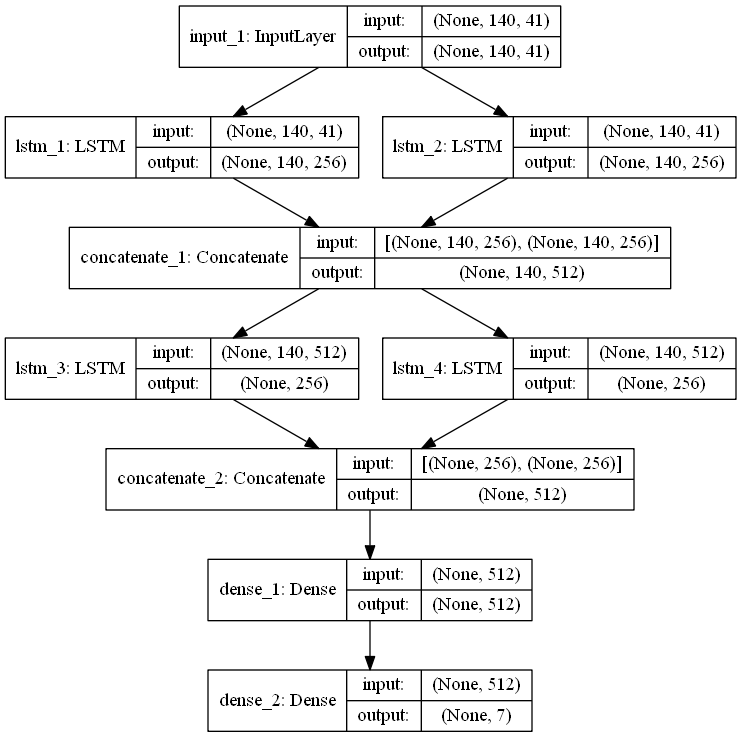 input_1: InputLayer
input: (None, 140, 41)
output: (None, 140, 41)
lstm_1: LSTM
input: (None, 140, 41)
output: (None, 140, 256)
lstm_2: LSTM
input: (None, 140, 41)
output: (None, 140, 256)
concatenate_1: Concatenate
input: [(None, 140, 256), (None, 140, 256)]
output: (None, 140, 512)
lstm_3: LSTM
input: (None, 140, 512)
output: (None, 256)
lstm_4: LSTM
input: (None, 140, 512)
output: (None, 256)
concatenate_2: Concatenate
input: [(None, 256), (None, 256)]
output: (None, 512)
dense_1: Dense
input: (None, 512)
output: (None, 512)
dense_2: Dense
input: (None, 512)
output: (None, 7)